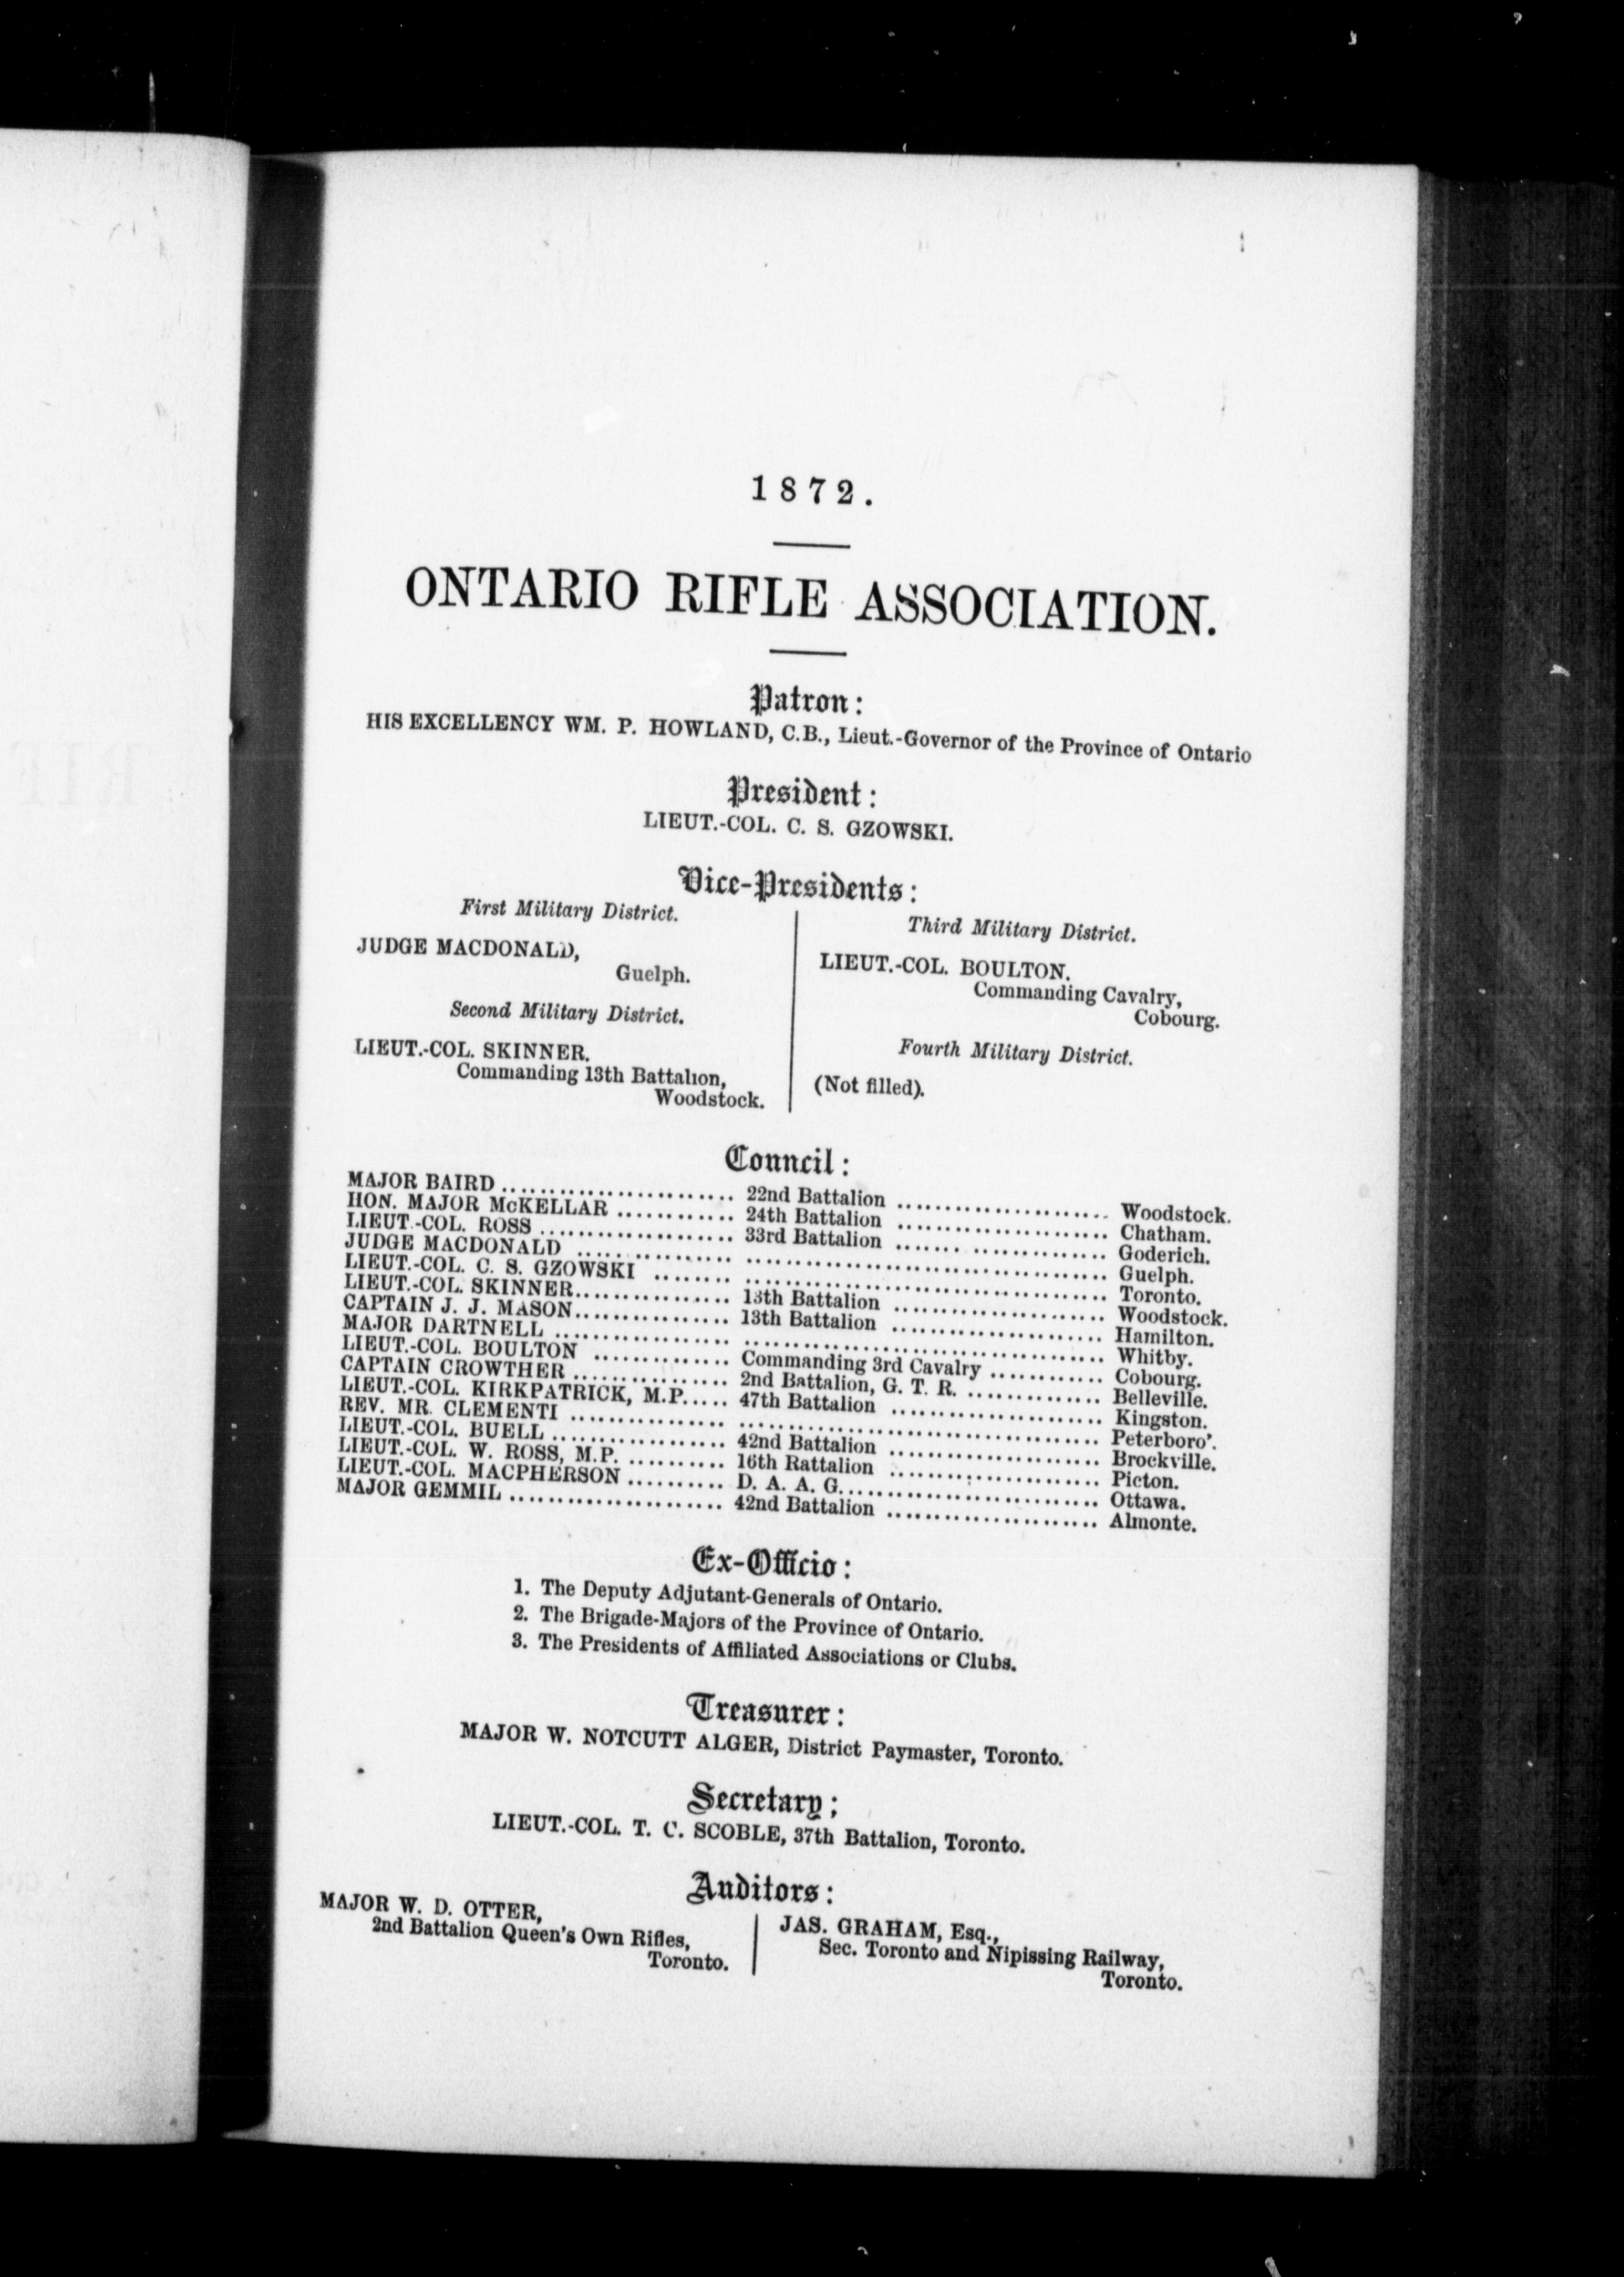 1872.
ONTARIO RIFLE ASSOCIATION.
Patron:
HIS EXCELLENCY WM. P. HOWLAND, C.B., Lieut.-Governor of the Province of Ontario
President:
LIEUT.-COL. C. S. GZOWSKI.
Vice-Presidents:
First Military District.
JUDGE MACDONALD,
Guelph.
Second Military District.
LIEUT.-COL. SKINNER.
Commanding 13th Battalion,
Woodstock.
Third Military District.
LIEUT.-COL. BOULTON.
Commanding Cavalry,
Cobourg.
Fourth Military District.
(Not filled).
Council:
MAJOR BAIRD ........................ 22nd Battalion ...................... Woodstock.
HON. MAJOR McKELLAR ............ 24th Battalion ...................... Chatham.
LIEUT.-COL. ROSS .................... 33rd Battalion ...................... Goderich.
JUDGE MACDONALD ................ ..................................... Guelph.
LIEUT.-COL. C. S. GZOWSKI ........ ..................................... Toronto.
LIEUT.-COL. SKINNER................ 13th Battalion ...................... Woodstock.
CAPTAIN J. J. MASON................ 13th Battalion ...................... Hamilton.
MAJOR DARTNELL .................. ..................................... Whitby.
LIEUT.-COL. BOULTON .............. Commanding 3rd Cavalry ............ Cobourg.
CAPTAIN CROWTHER ................ 2nd Battalion, G. T. R. .............. Belleville.
LIEUT.-COL. KIRKPATRICK, M.P..... 47th Battalion ...................... Kingston.
REV. MR. CLEMENTI ................ ..................................... Peterboro'.
LIEUT.-COL. BUELL .................. 42nd Battalion ...................... Brockville.
LIEUT.-COL. W. ROSS, M.P. .......... 16th Rattalion ...................... Picton.
LIEUT.-COL. MACPHERSON .......... D. A. A. G........................... Ottawa.
MAJOR GEMMIL ...................... 42nd Battalion ...................... Almonte.
Ex-Officio:
1. The Deputy Adjutant-Generals of Ontario.
2. The Brigade-Majors of the Province of Ontario.
3. The Presidents of Affiliated Associations or Clubs.
Treasurer:
MAJOR W. NOTCUTT ALGER, District Paymaster, Toronto.
Secretary:
LIEUT.-COL. T. C. SCOBLE, 37th Battalion, Toronto.
Auditors:
MAJOR W. D. OTTER,
2nd Battalion Queen's Own Rifles,
Toronto.
JAS. GRAHAM, Esq.,
Sec. Toronto and Nipissing Railway,
Toronto.